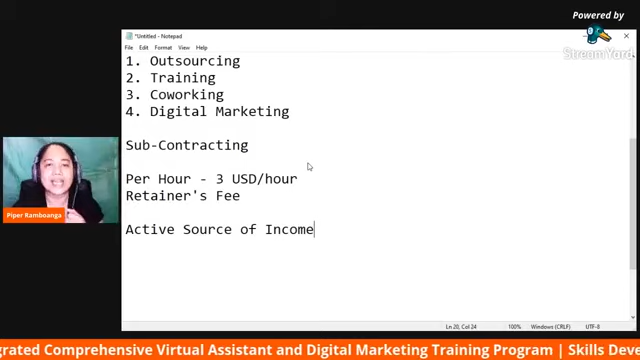 Powered by
StreamYard
*Untitled - Notepad
File Edit Format View Help
1. Outsourcing
2. Training
3. Coworking
4. Digital Marketing
Sub-Contracting
Per Hour - 3 USD/hour
Retainer's Fee
Active Source of Income
Piper Ramboanga
Ln 20, Col 24 100% Windows (CRLF) UTF-8
grated Comprehensive Virtual Assistant and Digital Marketing Training Program | Skills Deve